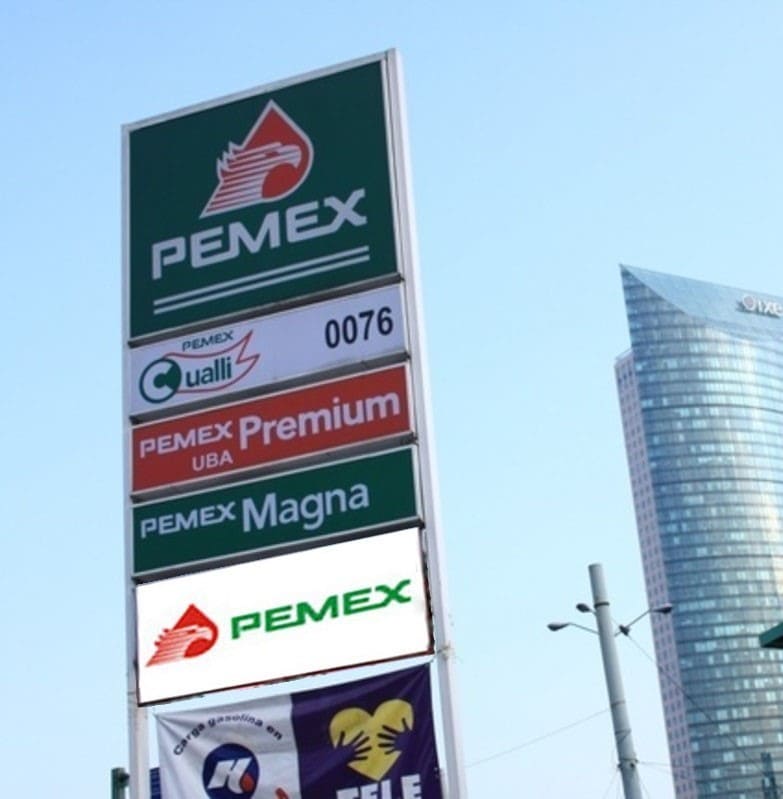 PEMEX
PEMEX
Cualli
0076
PEMEX Premium
UBA
PEMEX Magna
PEMEX
Carga gasolina en
K
TELE